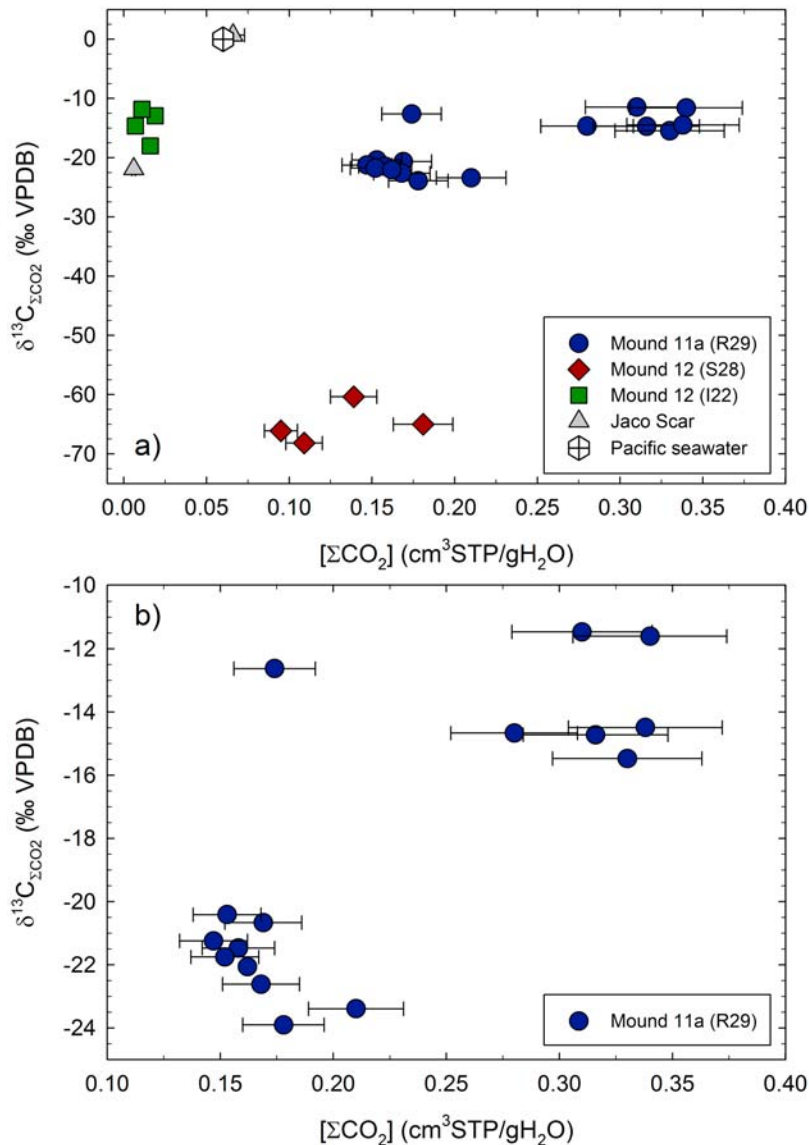 0
-10
-20
-30
-40
-50
-60
-70
δ¹³C_ΣCO2 (‰ VPDB)
a)
Mound 11a (R29)
Mound 12 (S28)
Mound 12 (I22)
Jaco Scar
Pacific seawater
0.00 0.05 0.10 0.15 0.20 0.25 0.30 0.35 0.40
[ΣCO₂] (cm³STP/gH₂O)
-10
-12
-14
-16
-18
-20
-22
-24
δ¹³C_ΣCO2 (‰ VPDB)
b)
Mound 11a (R29)
0.10 0.15 0.20 0.25 0.30 0.35 0.40
[ΣCO₂] (cm³STP/gH₂O)